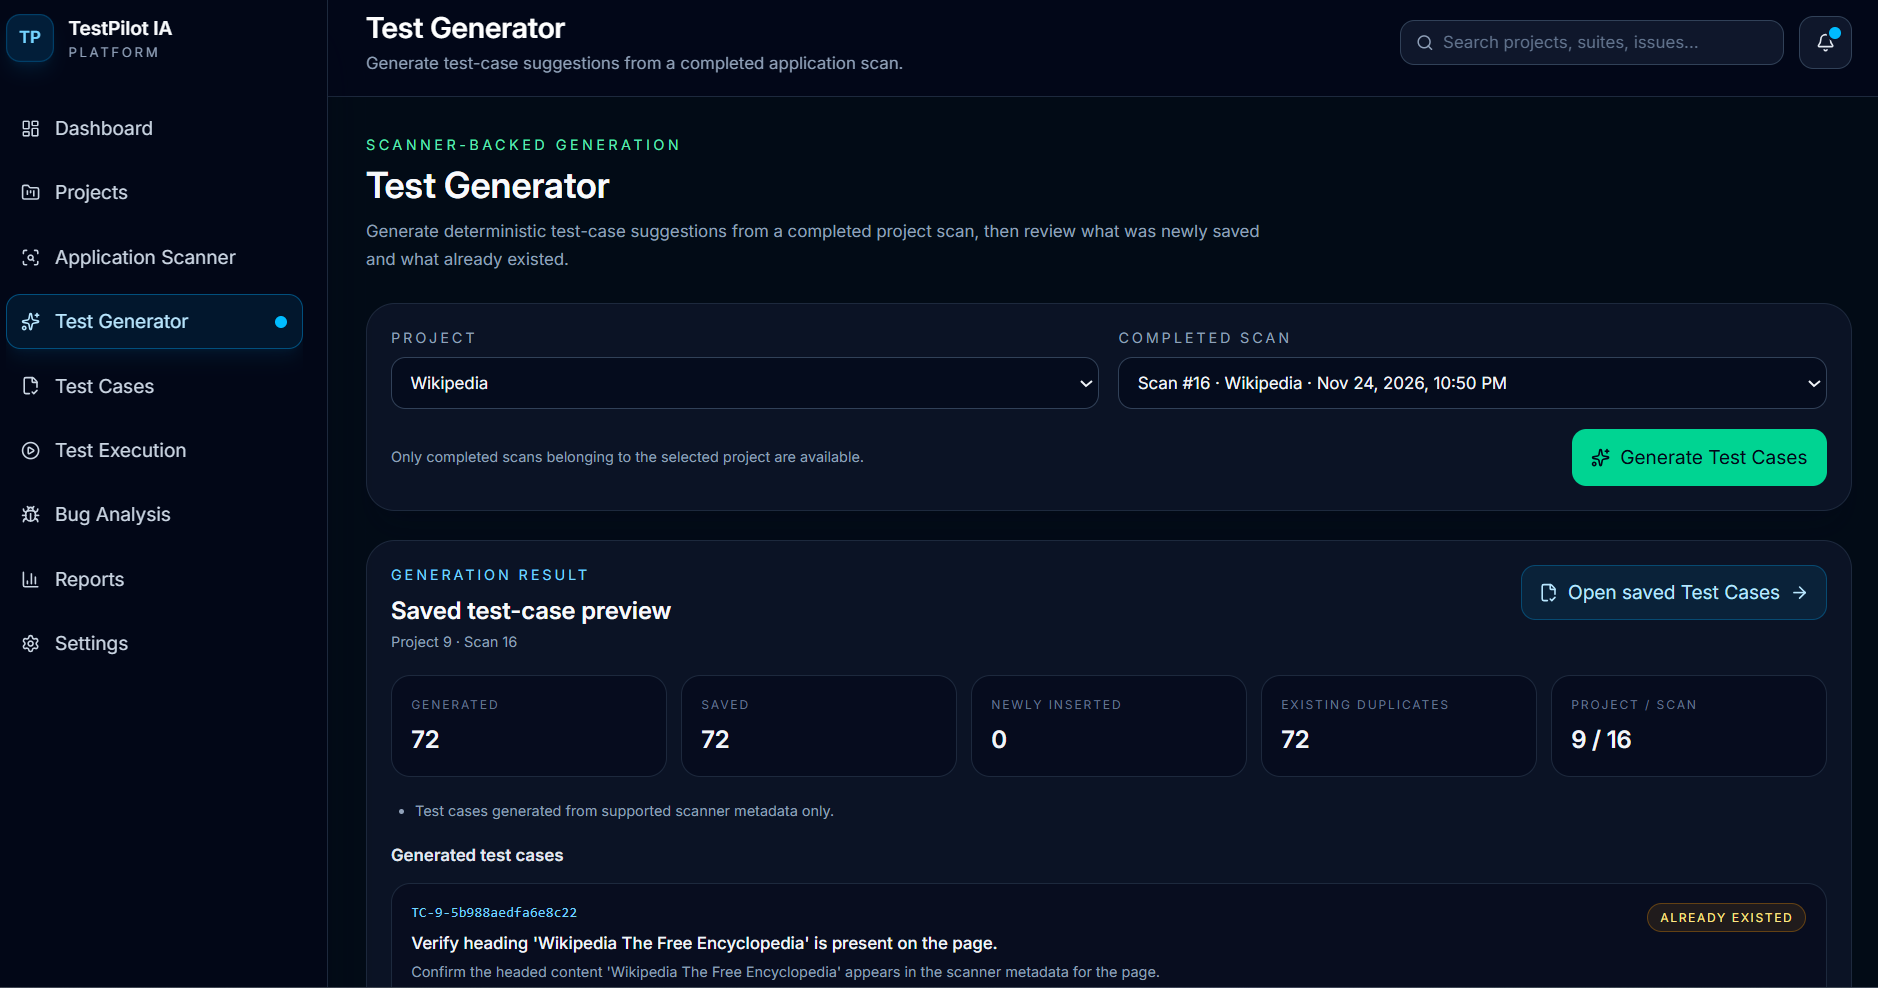 TP
TestPilot IA
PLATFORM
Dashboard
Projects
Application Scanner
Test Generator
Test Cases
Test Execution
Bug Analysis
Reports
Settings
Test Generator
Generate test-case suggestions from a completed application scan.
Search projects, suites, issues...
SCANNER-BACKED GENERATION
Test Generator
Generate deterministic test-case suggestions from a completed project scan, then review what was newly saved
and what already existed.
PROJECT
Wikipedia
COMPLETED SCAN
Scan #16 · Wikipedia · Nov 24, 2026, 10:50 PM
Only completed scans belonging to the selected project are available.
Generate Test Cases
GENERATION RESULT
Saved test-case preview
Project 9 · Scan 16
Open saved Test Cases →
GENERATED
72
SAVED
72
NEWLY INSERTED
0
EXISTING DUPLICATES
72
PROJECT / SCAN
9 / 16
• Test cases generated from supported scanner metadata only.
Generated test cases
TC-9-5b988aedfa6e8c22
ALREADY EXISTED
Verify heading 'Wikipedia The Free Encyclopedia' is present on the page.
Confirm the headed content 'Wikipedia The Free Encyclopedia' appears in the scanner metadata for the page.